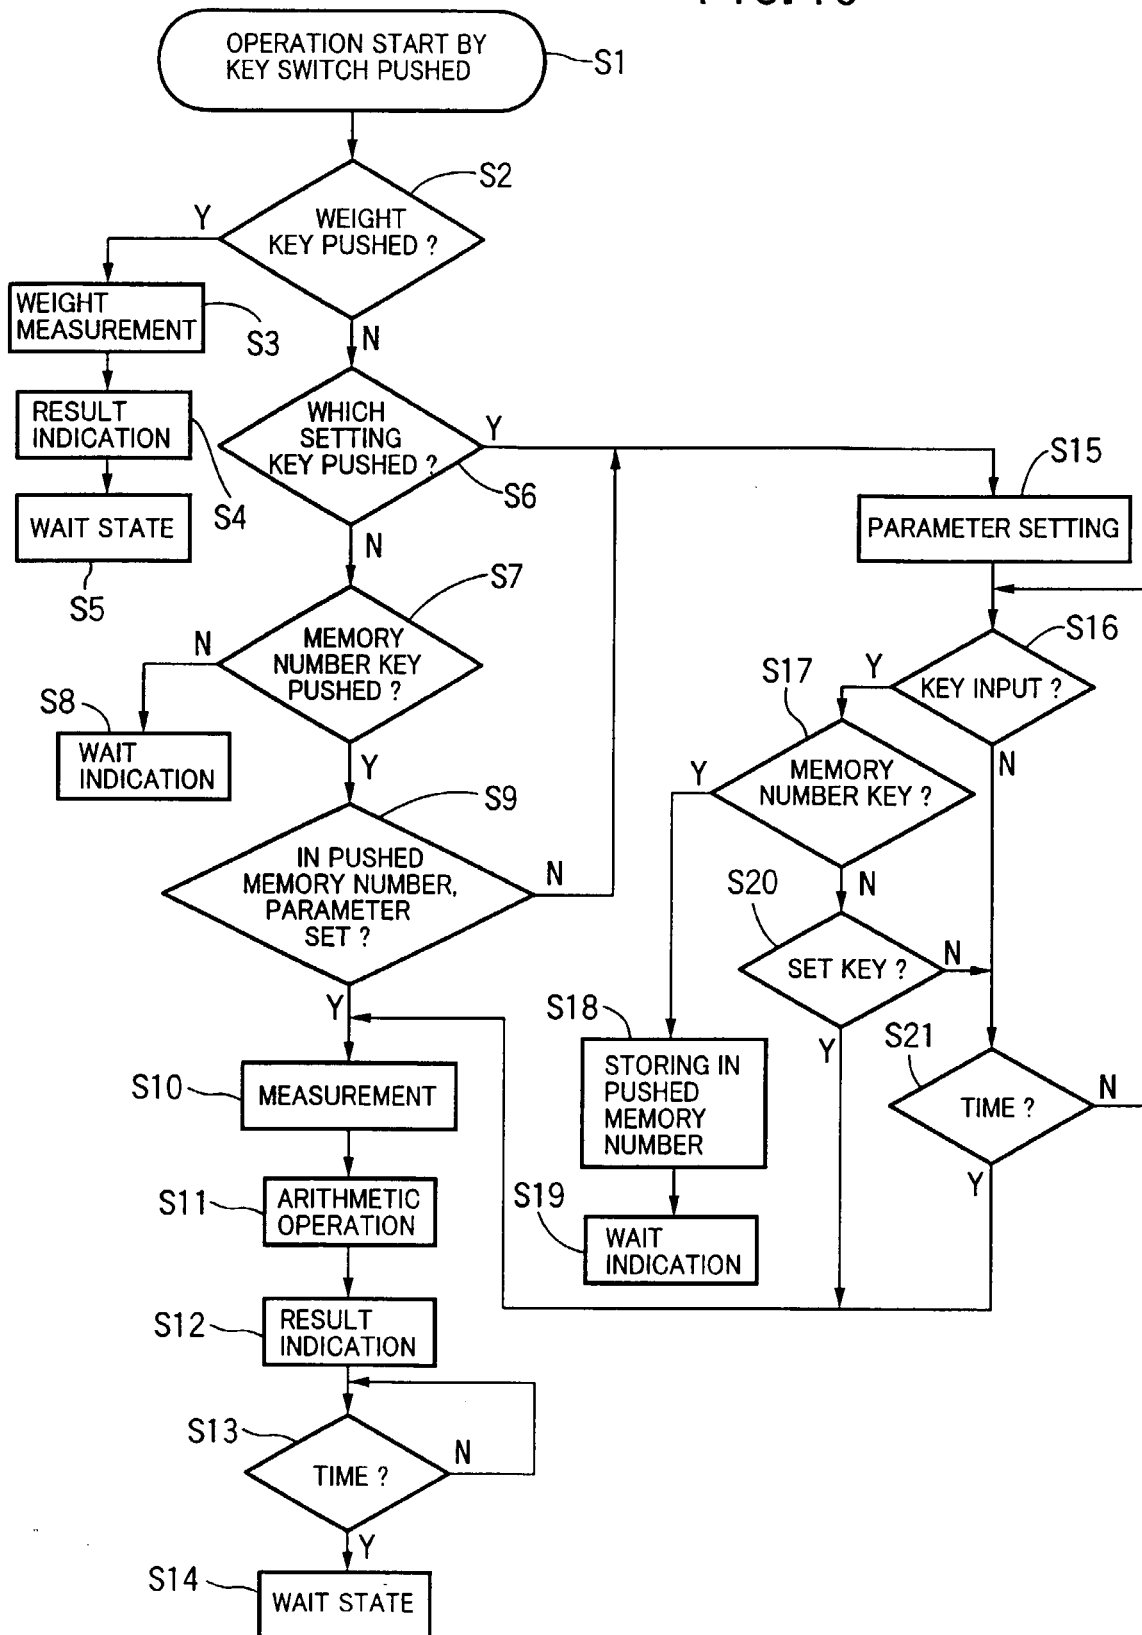 OPERATION START BY
KEY SWITCH PUSHED
S1
S2
WEIGHT
KEY PUSHED ?
Y
N
WEIGHT
MEASUREMENT
S3
RESULT
INDICATION
S4
WAIT STATE
S5
WHICH
SETTING
KEY PUSHED ?
Y
S6
N
S7
MEMORY
NUMBER KEY
PUSHED ?
N
S8
WAIT
INDICATION
Y
S9
IN PUSHED
MEMORY NUMBER,
PARAMETER
SET ?
N
Y
S10
MEASUREMENT
S11
ARITHMETIC
OPERATION
S12
RESULT
INDICATION
S13
TIME ?
N
Y
S14
WAIT STATE
S15
PARAMETER SETTING
S16
KEY INPUT ?
Y
N
S17
MEMORY
NUMBER KEY ?
Y
N
S18
STORING IN
PUSHED
MEMORY
NUMBER
S19
WAIT
INDICATION
S20
SET KEY ?
N
Y
S21
TIME ?
N
Y